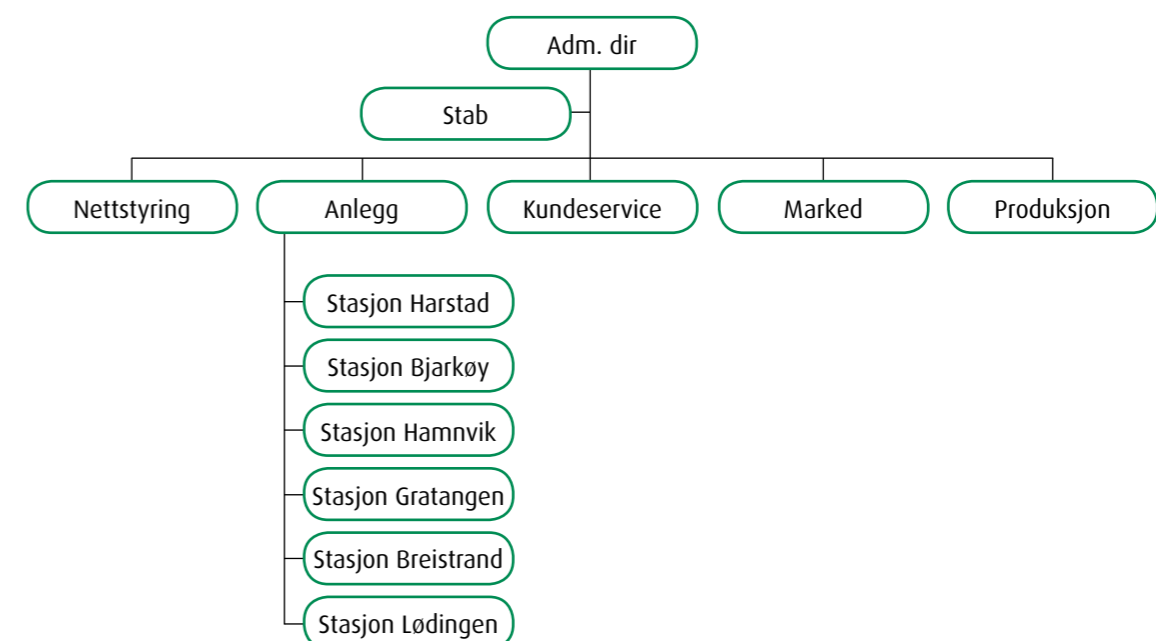 Adm. dir
Stab
Nettstyring
Anlegg
Kundeservice
Marked
Produksjon
Stasjon Harstad
Stasjon Bjarkøy
Stasjon Hamnvik
Stasjon Gratangen
Stasjon Breistrand
Stasjon Lødingen